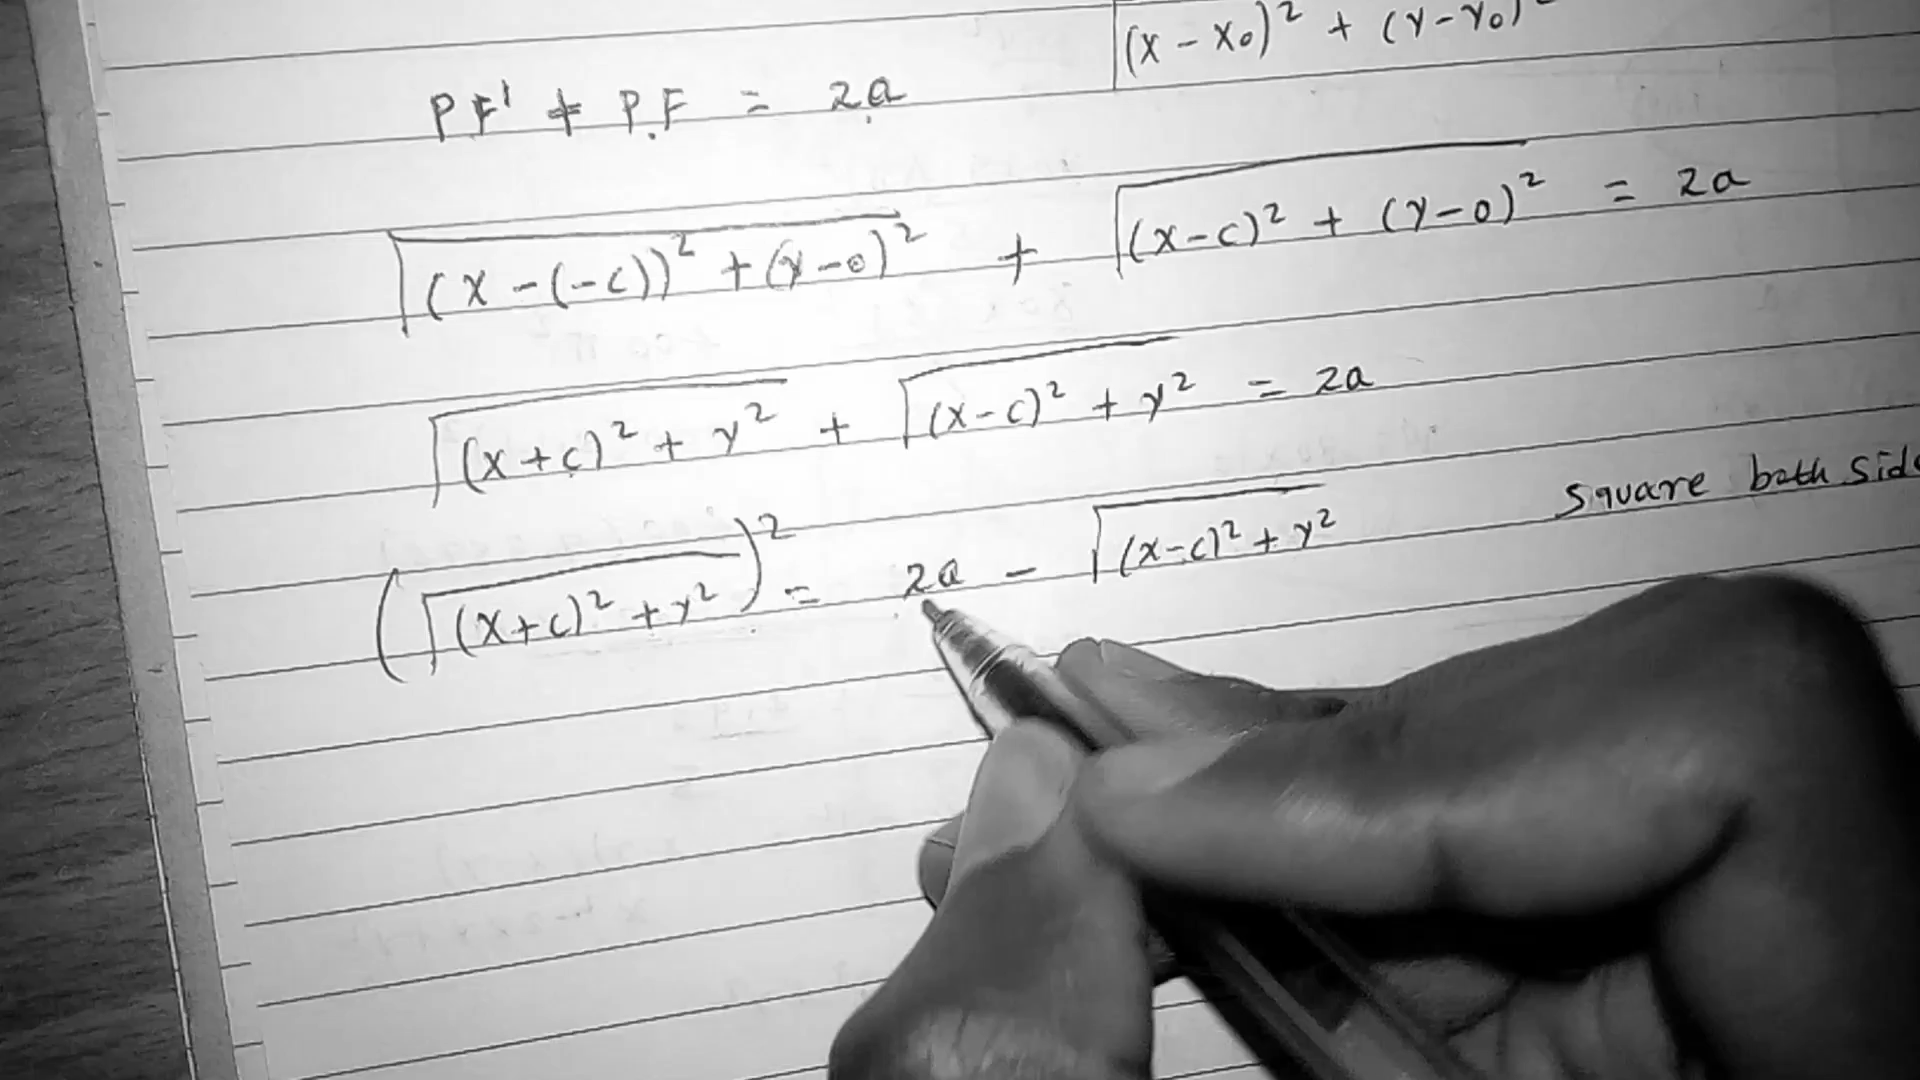 √(x - x₀)² + (y - y₀)²
PF' + PF = 2a
√(x - (-c))² + (y - 0)² + √(x - c)² + (y - 0)² = 2a
√(x + c)² + y² + √(x - c)² + y² = 2a
Square both side
(√(x + c)² + y²)² = 2a - √(x - c)² + y²